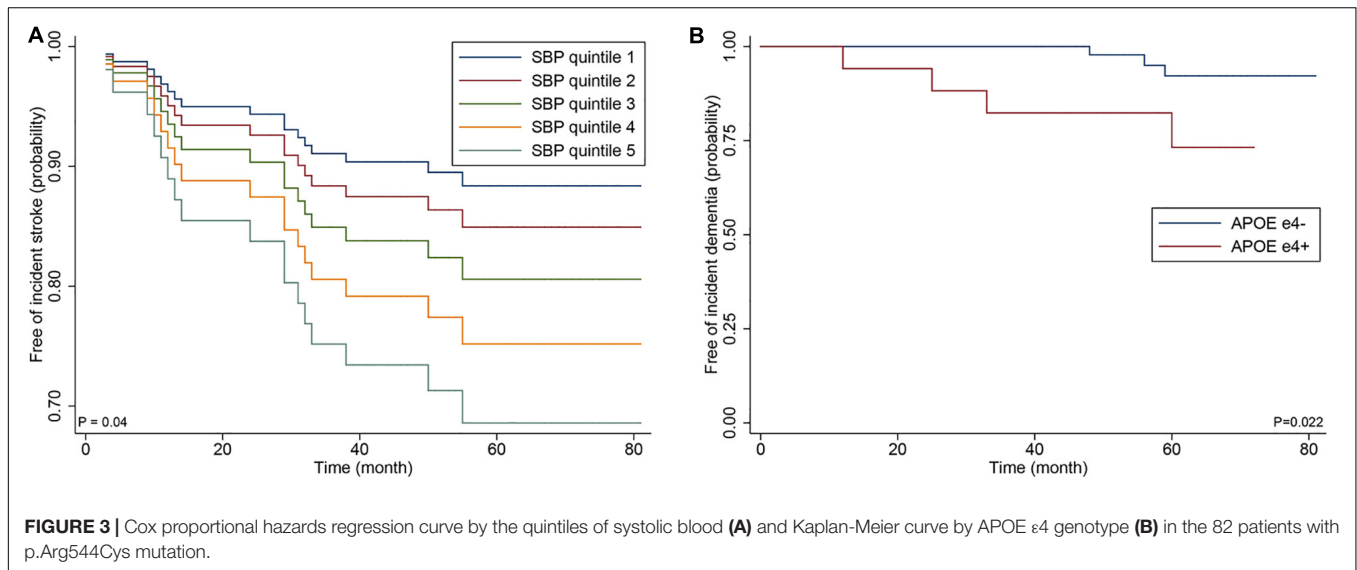 A
Free of incident stroke (probability)
1.00
0.90
0.80
0.70
SBP quintile 1
SBP quintile 2
SBP quintile 3
SBP quintile 4
SBP quintile 5
P = 0.04
0 20 40 60 80
Time (month)
B
Free of incident dementia (probability)
1.00
0.75
0.50
0.25
0.00
APOE e4-
APOE e4+
P=0.022
0 20 40 60 80
Time (month)
FIGURE 3 | Cox proportional hazards regression curve by the quintiles of systolic blood (A) and Kaplan-Meier curve by APOE ε4 genotype (B) in the 82 patients with
p.Arg544Cys mutation.